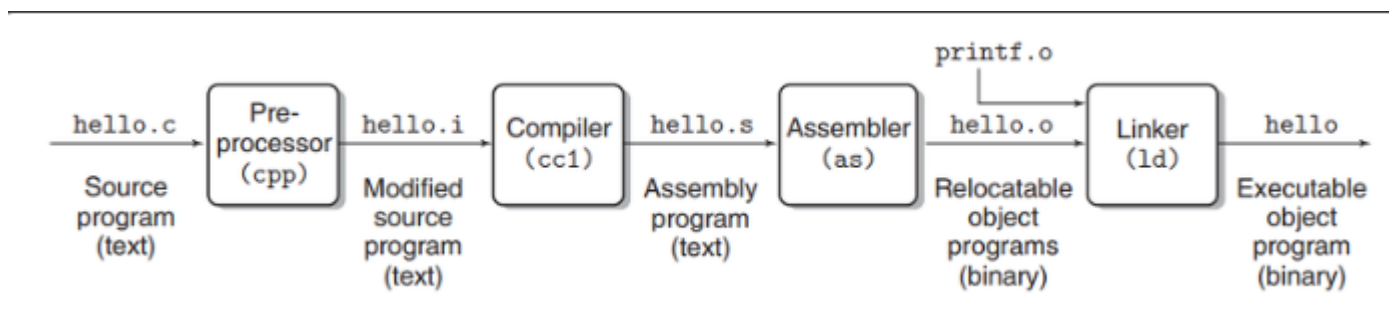 printf.o
hello.c
Pre-
processor
(cpp)
hello.i
Compiler
(cc1)
hello.s
Assembler
(as)
hello.o
Linker
(ld)
hello
Source
program
(text)
Modified
source
program
(text)
Assembly
program
(text)
Relocatable
object
programs
(binary)
Executable
object
program
(binary)